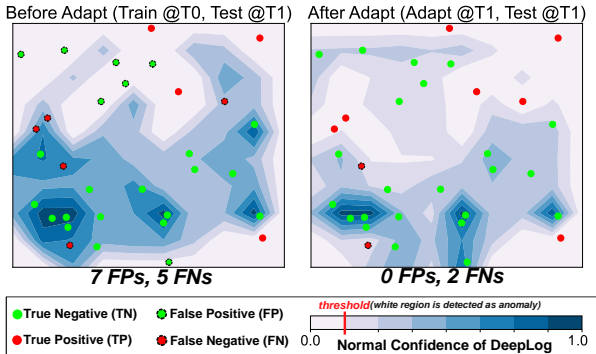 Before Adapt (Train @T0, Test @T1)
After Adapt (Adapt @T1, Test @T1)
7 FPs, 5 FNs
0 FPs, 2 FNs
True Negative (TN)
False Positive (FP)
True Positive (TP)
False Negative (FN)
threshold(white region is detected as anomaly)
0.0 Normal Confidence of DeepLog 1.0